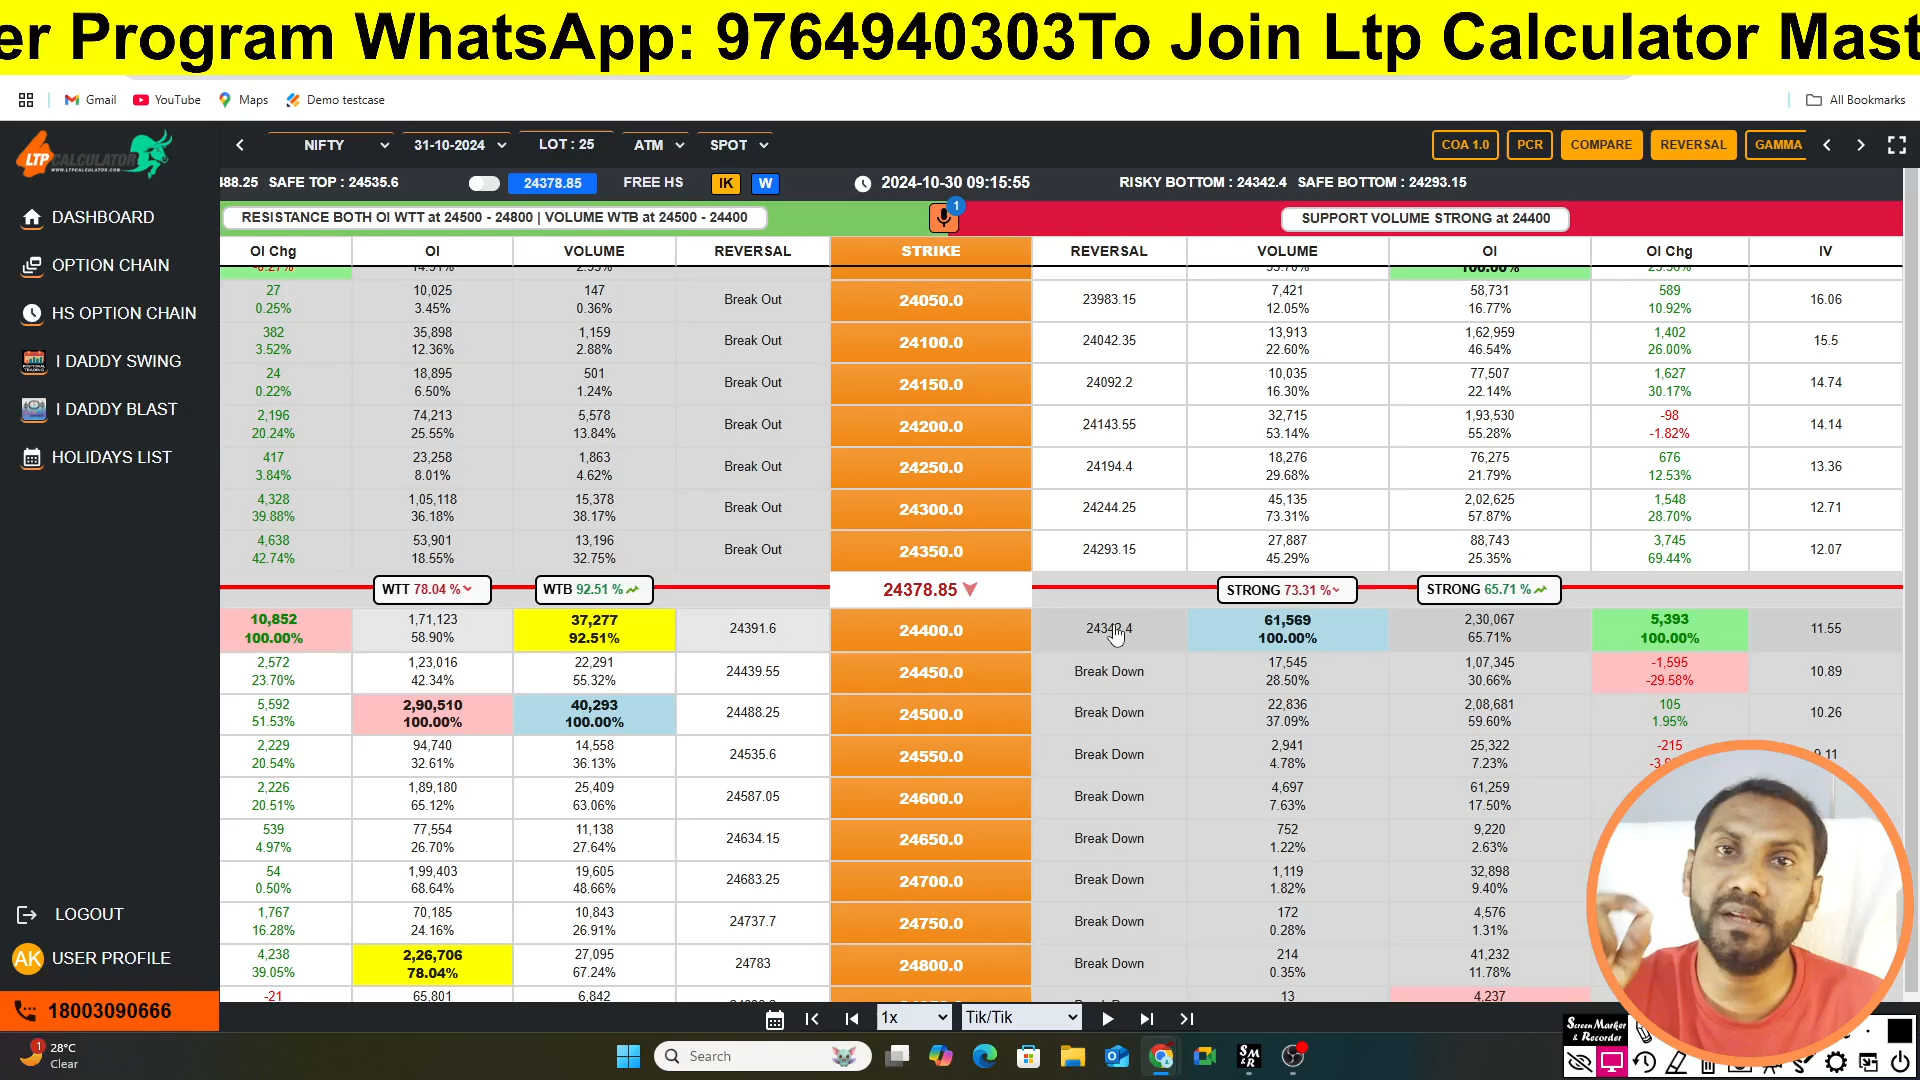 er Program WhatsApp: 9764940303To Join Ltp Calculator Mast
Gmail YouTube Maps Demo testcase All Bookmarks
LTP CALCULATOR
WWW.LTPCALCULATOR.COM
NIFTY 31-10-2024 LOT : 25 ATM SPOT COA 1.0 PCR COMPARE REVERSAL GAMMA
488.25 SAFE TOP : 24535.6 24378.85 FREE HS IK W 2024-10-30 09:15:55 RISKY BOTTOM : 24342.4 SAFE BOTTOM : 24293.15
RESISTANCE BOTH OI WTT at 24500 - 24800 | VOLUME WTB at 24500 - 24400 1 SUPPORT VOLUME STRONG at 24400
DASHBOARD
OPTION CHAIN
HS OPTION CHAIN
I DADDY SWING
I DADDY BLAST
HOLIDAYS LIST
LOGOUT
AK USER PROFILE
18003090666
OI Chg OI VOLUME REVERSAL STRIKE REVERSAL VOLUME OI OI Chg IV
27 10,025 147 Break Out 24050.0 23983.15 7,421 58,731 589 16.06
0.25% 3.45% 0.36% 12.05% 16.77% 10.92%
382 35,898 1,159 Break Out 24100.0 24042.35 13,913 1,62,959 1,402 15.5
3.52% 12.36% 2.88% 22.60% 46.54% 26.00%
24 18,895 501 Break Out 24150.0 24092.2 10,035 77,507 1,627 14.74
0.22% 6.50% 1.24% 16.30% 22.14% 30.17%
2,196 74,213 5,578 Break Out 24200.0 24143.55 32,715 1,93,530 -98 14.14
20.24% 25.55% 13.84% 53.14% 55.28% -1.82%
417 23,258 1,863 Break Out 24250.0 24194.4 18,276 76,275 676 13.36
3.84% 8.01% 4.62% 29.68% 21.79% 12.53%
4,328 1,05,118 15,378 Break Out 24300.0 24244.25 45,135 2,02,625 1,548 12.71
39.88% 36.18% 38.17% 73.31% 57.87% 28.70%
4,638 53,901 13,196 Break Out 24350.0 24293.15 27,887 88,743 3,745 12.07
42.74% 18.55% 32.75% 45.29% 25.35% 69.44%
WTT 78.04 % WTB 92.51 % 24378.85 STRONG 73.31 % STRONG 65.71 %
10,852 1,71,123 37,277 24391.6 24400.0 61,569 2,30,067 5,393 11.55
100.00% 58.90% 92.51% 100.00% 65.71% 100.00%
2,572 1,23,016 22,291 24439.55 24450.0 Break Down 17,545 1,07,345 -1,595 10.89
23.70% 42.34% 55.32% 28.50% 30.66% -29.58%
5,592 2,90,510 40,293 24488.25 24500.0 Break Down 22,836 2,08,681 105 10.26
51.53% 100.00% 100.00% 37.09% 59.60% 1.95%
2,229 94,740 14,558 24535.6 24550.0 Break Down 2,941 25,322 -215
20.54% 32.61% 36.13% 4.78% 7.23%
2,226 1,89,180 25,409 24587.05 24600.0 Break Down 4,697 61,259
20.51% 65.12% 63.06% 7.63% 17.50%
539 77,554 11,138 24634.15 24650.0 Break Down 752 9,220
4.97% 26.70% 27.64% 1.22% 2.63%
54 1,99,403 19,605 24683.25 24700.0 Break Down 1,119 32,898
0.50% 68.64% 48.66% 1.82% 9.40%
1,767 70,185 10,843 24737.7 24750.0 Break Down 172 4,576
16.28% 24.16% 26.91% 0.28% 1.31%
4,238 2,26,706 27,095 24783 24800.0 Break Down 214 41,232
39.05% 78.04% 67.24% 0.35% 11.78%
-21 65,801 6,842 13 4,237
1x Tik/Tik
Screen Marker
& Recorder
1 28°C
Clear
Search